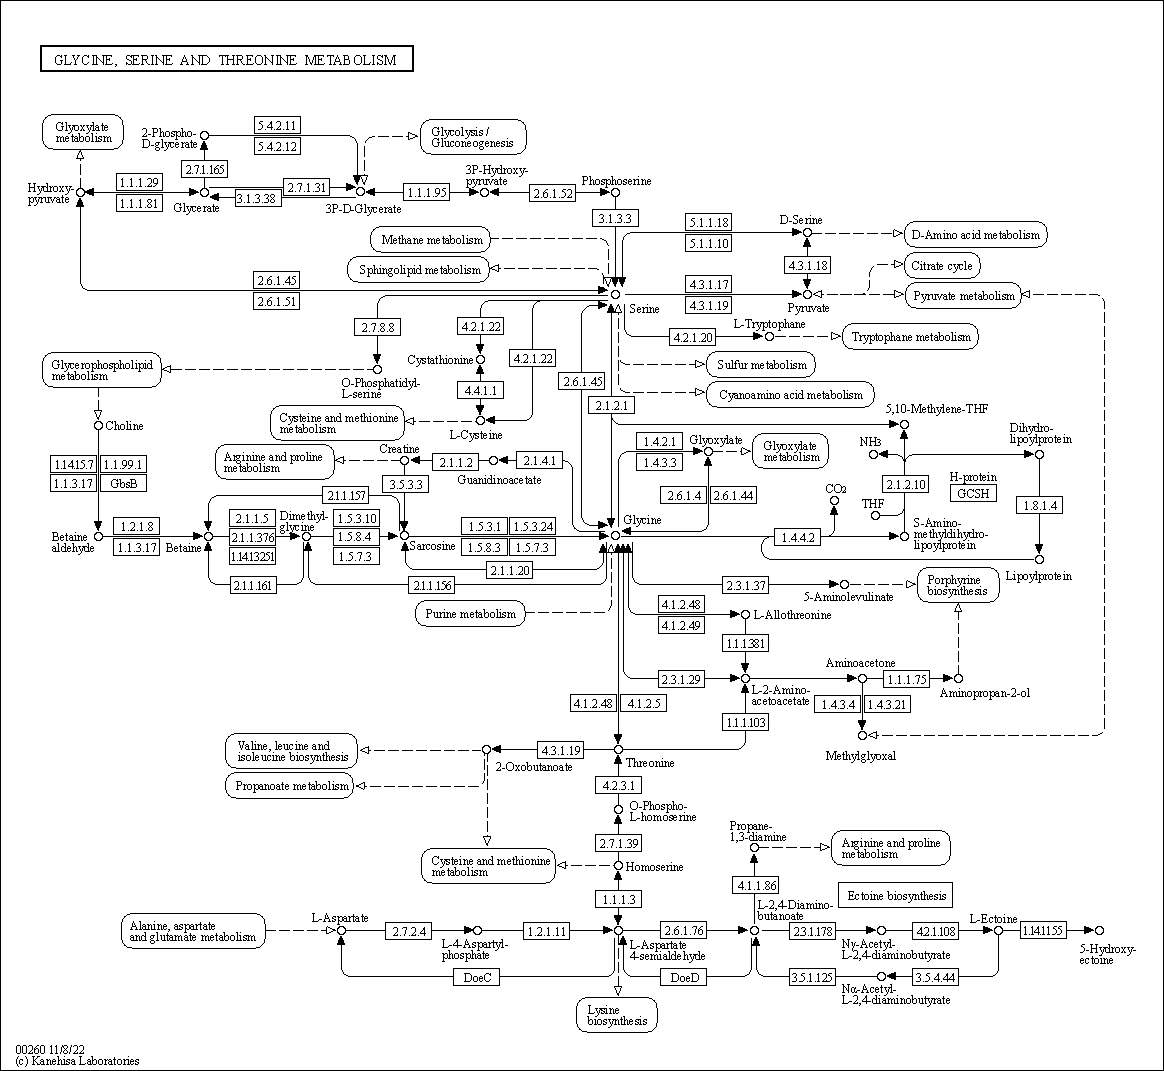 GLYCINE, SERINE AND THREONINE METABOLISM
Glyoxylate
metabolism
2-Phospho-
D-glycerate
5.4.2.11
5.4.2.12
Glycolysis /
Gluconeogenesis
2.7.1.165
3P-Hydroxy-
pyruvate
Hydroxy-
pyruvate
1.1.1.29
1.1.1.81
Glycerate
2.7.1.31
3.1.3.38
3P-D-Glycerate
1.1.1.95
2.6.1.52
Phosphoserine
3.1.3.3
Methane metabolism
Sphingolipid metabolism
5.1.1.18
5.1.1.10
D-Serine
D-Amino acid metabolism
4.3.1.18
Citrate cycle
2.6.1.45
2.6.1.51
4.3.1.17
4.3.1.19
Pyruvate
Pyruvate metabolism
Serine
2.7.8.8
4.2.1.22
4.2.1.20
L-Tryptophane
Tryptophane metabolism
Glycerophospholipid
metabolism
Cystathionine
4.2.1.22
Sulfur metabolism
O-Phosphatidyl-
L-serine
4.4.1.1
2.6.1.45
2.1.2.1
Cyanoamino acid metabolism
Choline
Cysteine and methionine
metabolism
L-Cysteine
5,10-Methylene-THF
1.14.15.7
1.1.99.1
1.1.3.17
GbsB
Arginine and proline
metabolism
Creatine
2.1.1.2
Guanidinoacetate
2.1.4.1
1.4.2.1
1.4.3.3
Glyoxylate
Glyoxylate
metabolism
NH3
Dihydro-
lipoylprotein
3.5.3.3
2.1.1.157
2.6.1.4
2.6.1.44
CO2
THF
2.1.2.10
H-protein
GCSH
1.8.1.4
Betaine
aldehyde
1.2.1.8
1.1.3.17
Betaine
2.1.1.5
2.1.1.376
1.14.13.251
Dimethyl-
glycine
1.5.3.10
1.5.8.4
1.5.7.3
Sarcosine
1.5.3.1
1.5.3.24
1.5.8.3
1.5.7.3
Glycine
1.4.4.2
S-Amino-
methyldihydro-
lipoylprotein
2.1.1.20
2.1.1.161
2.1.1.156
Lipoylprotein
Purine metabolism
2.3.1.37
5-Aminolevulinate
Porphyrine
biosynthesis
4.1.2.48
4.1.2.49
L-Allothreonine
1.1.1.381
2.3.1.29
L-2-Amino-
acetoacetate
Aminoacetone
1.1.1.75
Aminopropan-2-ol
4.1.2.48
4.1.2.5
1.1.1.103
1.4.3.4
1.4.3.21
Methylglyoxal
Valine, leucine and
isoleucine biosynthesis
2-Oxobutanoate
4.3.1.19
Threonine
Propanoate metabolism
4.2.3.1
O-Phospho-
L-homoserine
2.7.1.39
Cysteine and methionine
metabolism
Homoserine
1.1.1.3
Propane-
1,3-diamine
Arginine and proline
metabolism
4.1.1.86
Ectoine biosynthesis
Alanine, aspartate
and glutamate metabolism
L-Aspartate
2.7.2.4
L-4-Aspartyl-
phosphate
1.2.1.11
L-Aspartate
4-semialdehyde
2.6.1.76
L-2,4-Diamino-
butanoate
2.3.1.178
Nγ-Acetyl-
L-2,4-diaminobutyrate
4.2.1.108
L-Ectoine
1.14.11.55
5-Hydroxy-
ectoine
DoeC
DoeD
3.5.1.125
Nα-Acetyl-
L-2,4-diaminobutyrate
3.5.4.44
Lysine
biosynthesis
00260 11/8/22
(c) Kanehisa Laboratories